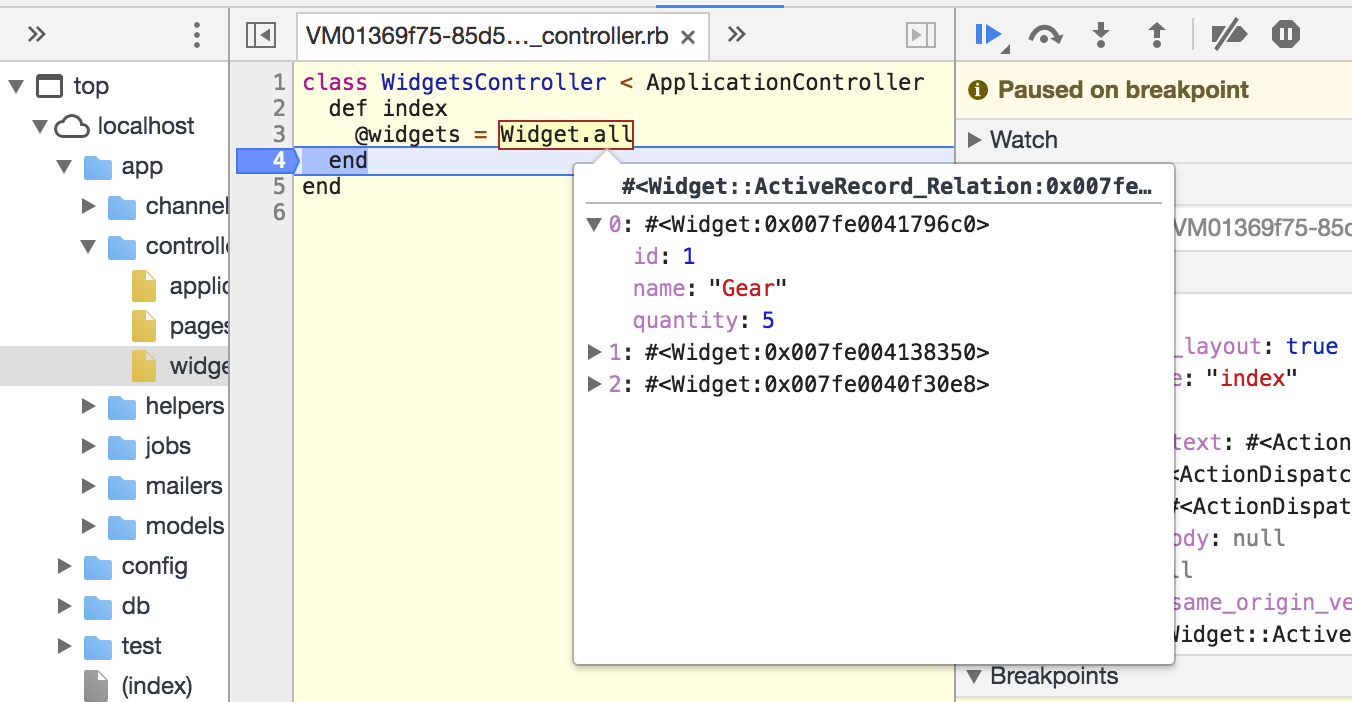 top
localhost
app
channel
controlle
applic
pages
widge
helpers
jobs
mailers
models
config
db
test
(index)
VM01369f75-85d5…_controller.rb
1 class WidgetsController < ApplicationController
2 def index
3 @widgets = Widget.all
4 end
5 end
6
#<Widget::ActiveRecord_Relation:0x007fe…
0: #<Widget:0x007fe0041796c0>
id: 1
name: "Gear"
quantity: 5
1: #<Widget:0x007fe004138350>
2: #<Widget:0x007fe0040f30e8>
Paused on breakpoint
Watch
VM01369f75-85d
_layout: true
e: "index"
text: #<Action
<ActionDispatc
#<ActionDispat
ody: null
ll
same_origin_ve
Widget::Active
Breakpoints